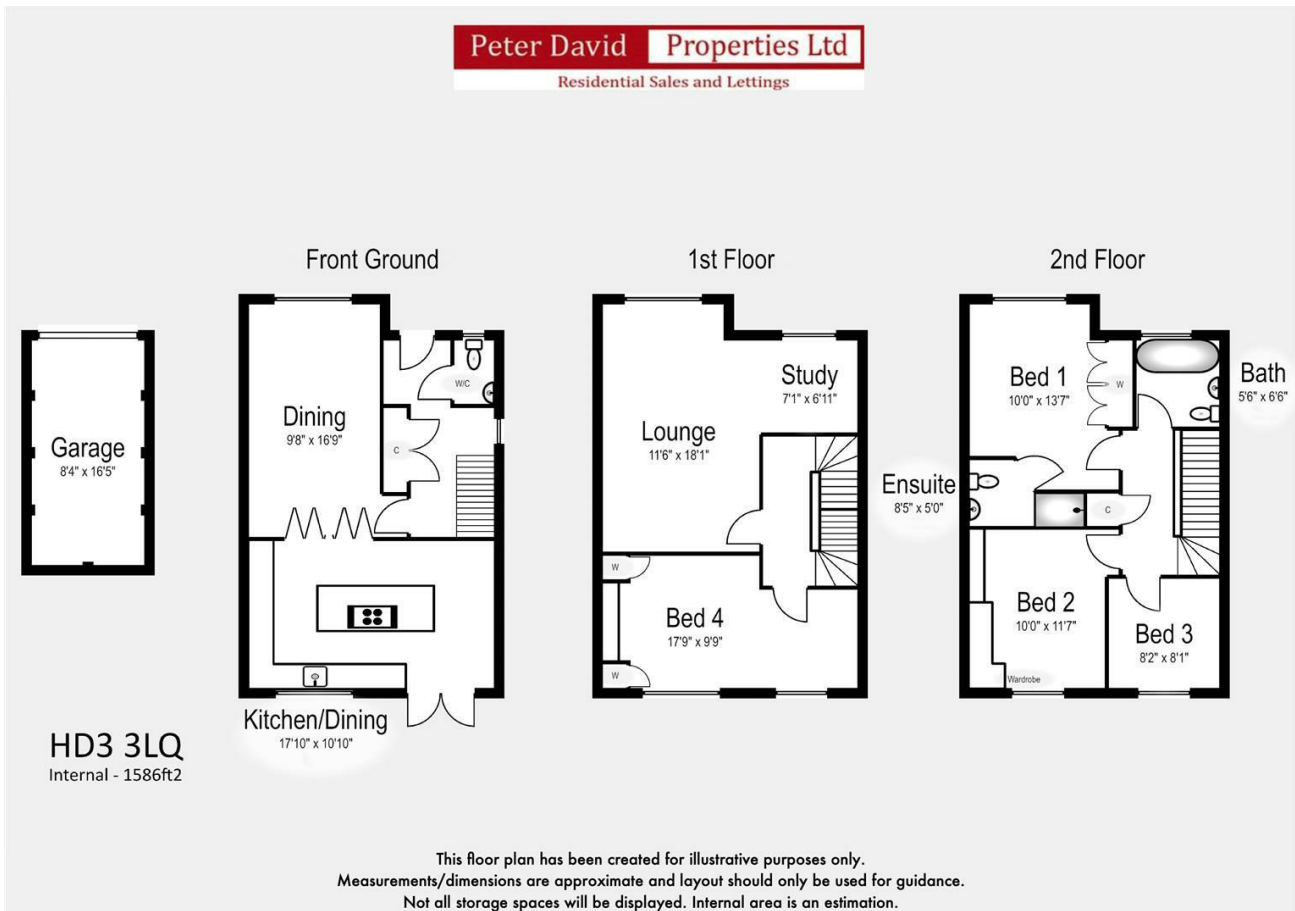 Peter David Properties Ltd
Residential Sales and Lettings
Front Ground
1st Floor
2nd Floor
Garage
8'4" x 16'5"
Dining
9'8" x 16'9"
W/C
C
Kitchen/Dining
17'10" x 10'10"
Lounge
11'6" x 18'1"
Study
7'1" x 6'11"
W
Bed 4
17'9" x 9'9"
W
Bed 1
10'0" x 13'7"
W
Bath
5'6" x 6'6"
Ensuite
8'5" x 5'0"
C
Bed 2
10'0" x 11'7"
Wardrobe
Bed 3
8'2" x 8'1"
HD3 3LQ
Internal - 1586ft2
This floor plan has been created for illustrative purposes only.
Measurements/dimensions are approximate and layout should only be used for guidance.
Not all storage spaces will be displayed. Internal area is an estimation.